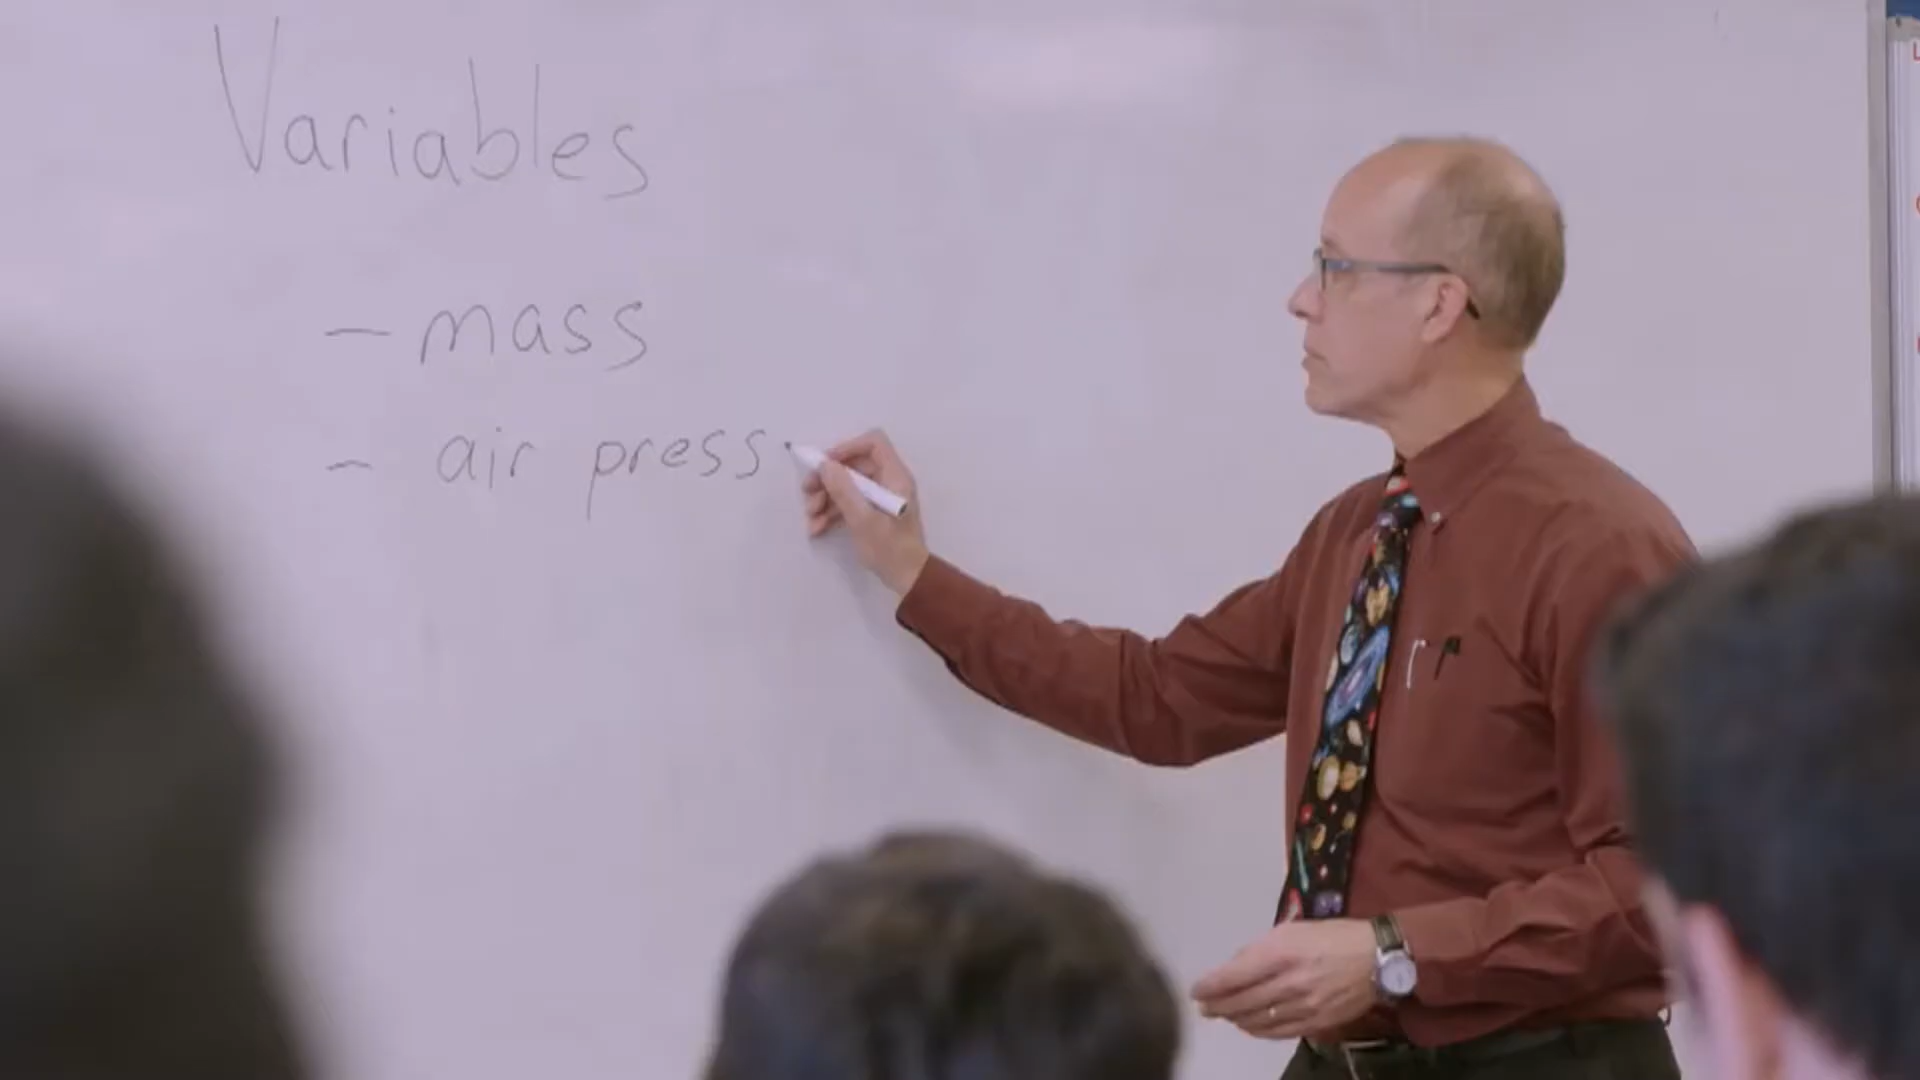 Variables
- mass
- air press